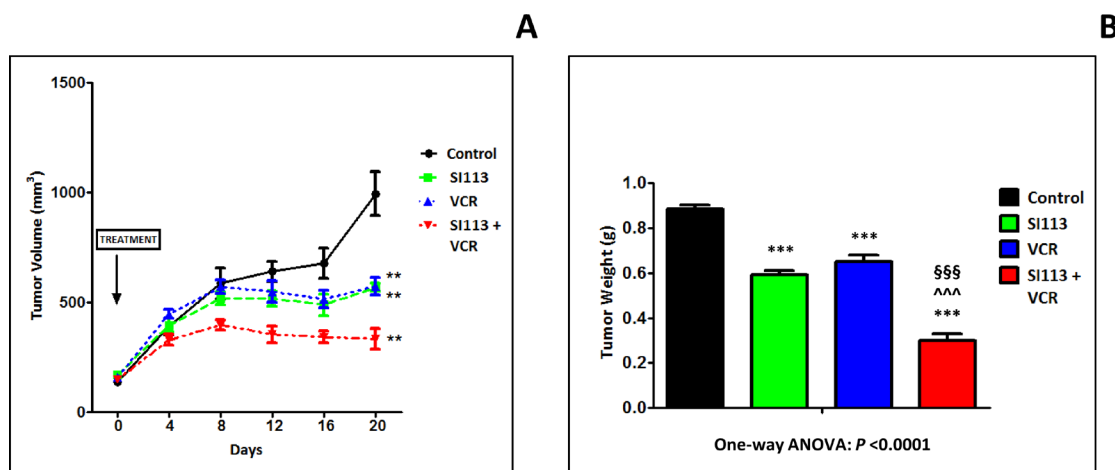 A
1500
1000
500
0
Tumor Volume (mm³)
TREATMENT
0 4 8 12 16 20
Days
Control
SI113
VCR
SI113 +
VCR
**
**
**
B
1.0
0.8
0.6
0.4
0.2
0.0
Tumor Weight (g)
***
***
§§§
^^^
***
Control
SI113
VCR
SI113 +
VCR
One-way ANOVA: P <0.0001